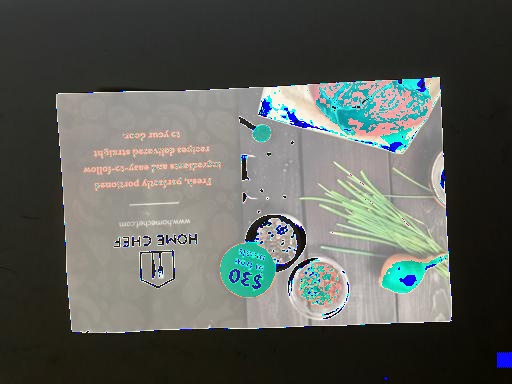 HOME CHEF
www.homechef.com
Fresh, perfectly portioned
ingredients and easy-to-follow
recipes delivered straight
to your door.
$30